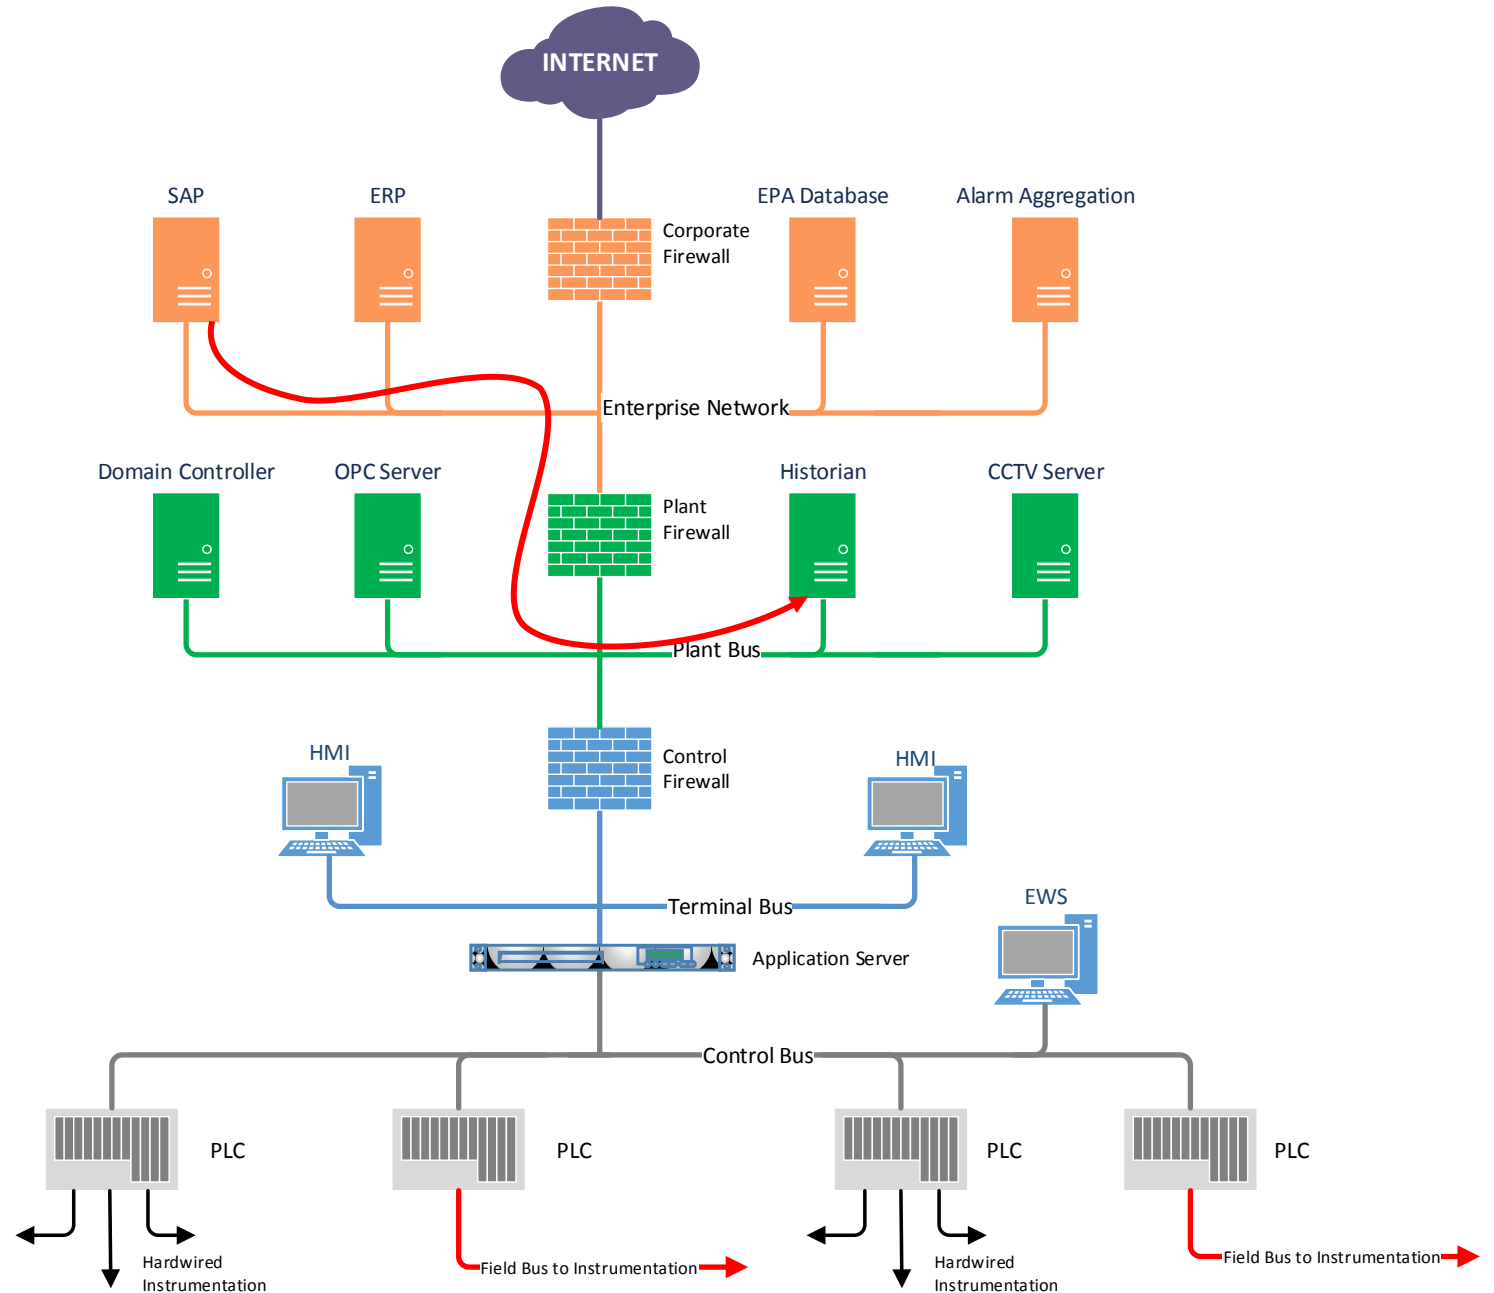 INTERNET
SAP
ERP
EPA Database
Alarm Aggregation
Corporate
Firewall
Enterprise Network
Domain Controller
OPC Server
Historian
CCTV Server
Plant
Firewall
Plant Bus
HMI
Control
Firewall
HMI
Terminal Bus
EWS
Application Server
Control Bus
PLC
PLC
PLC
PLC
Hardwired
Instrumentation
Field Bus to Instrumentation
Hardwired
Instrumentation
Field Bus to Instrumentation